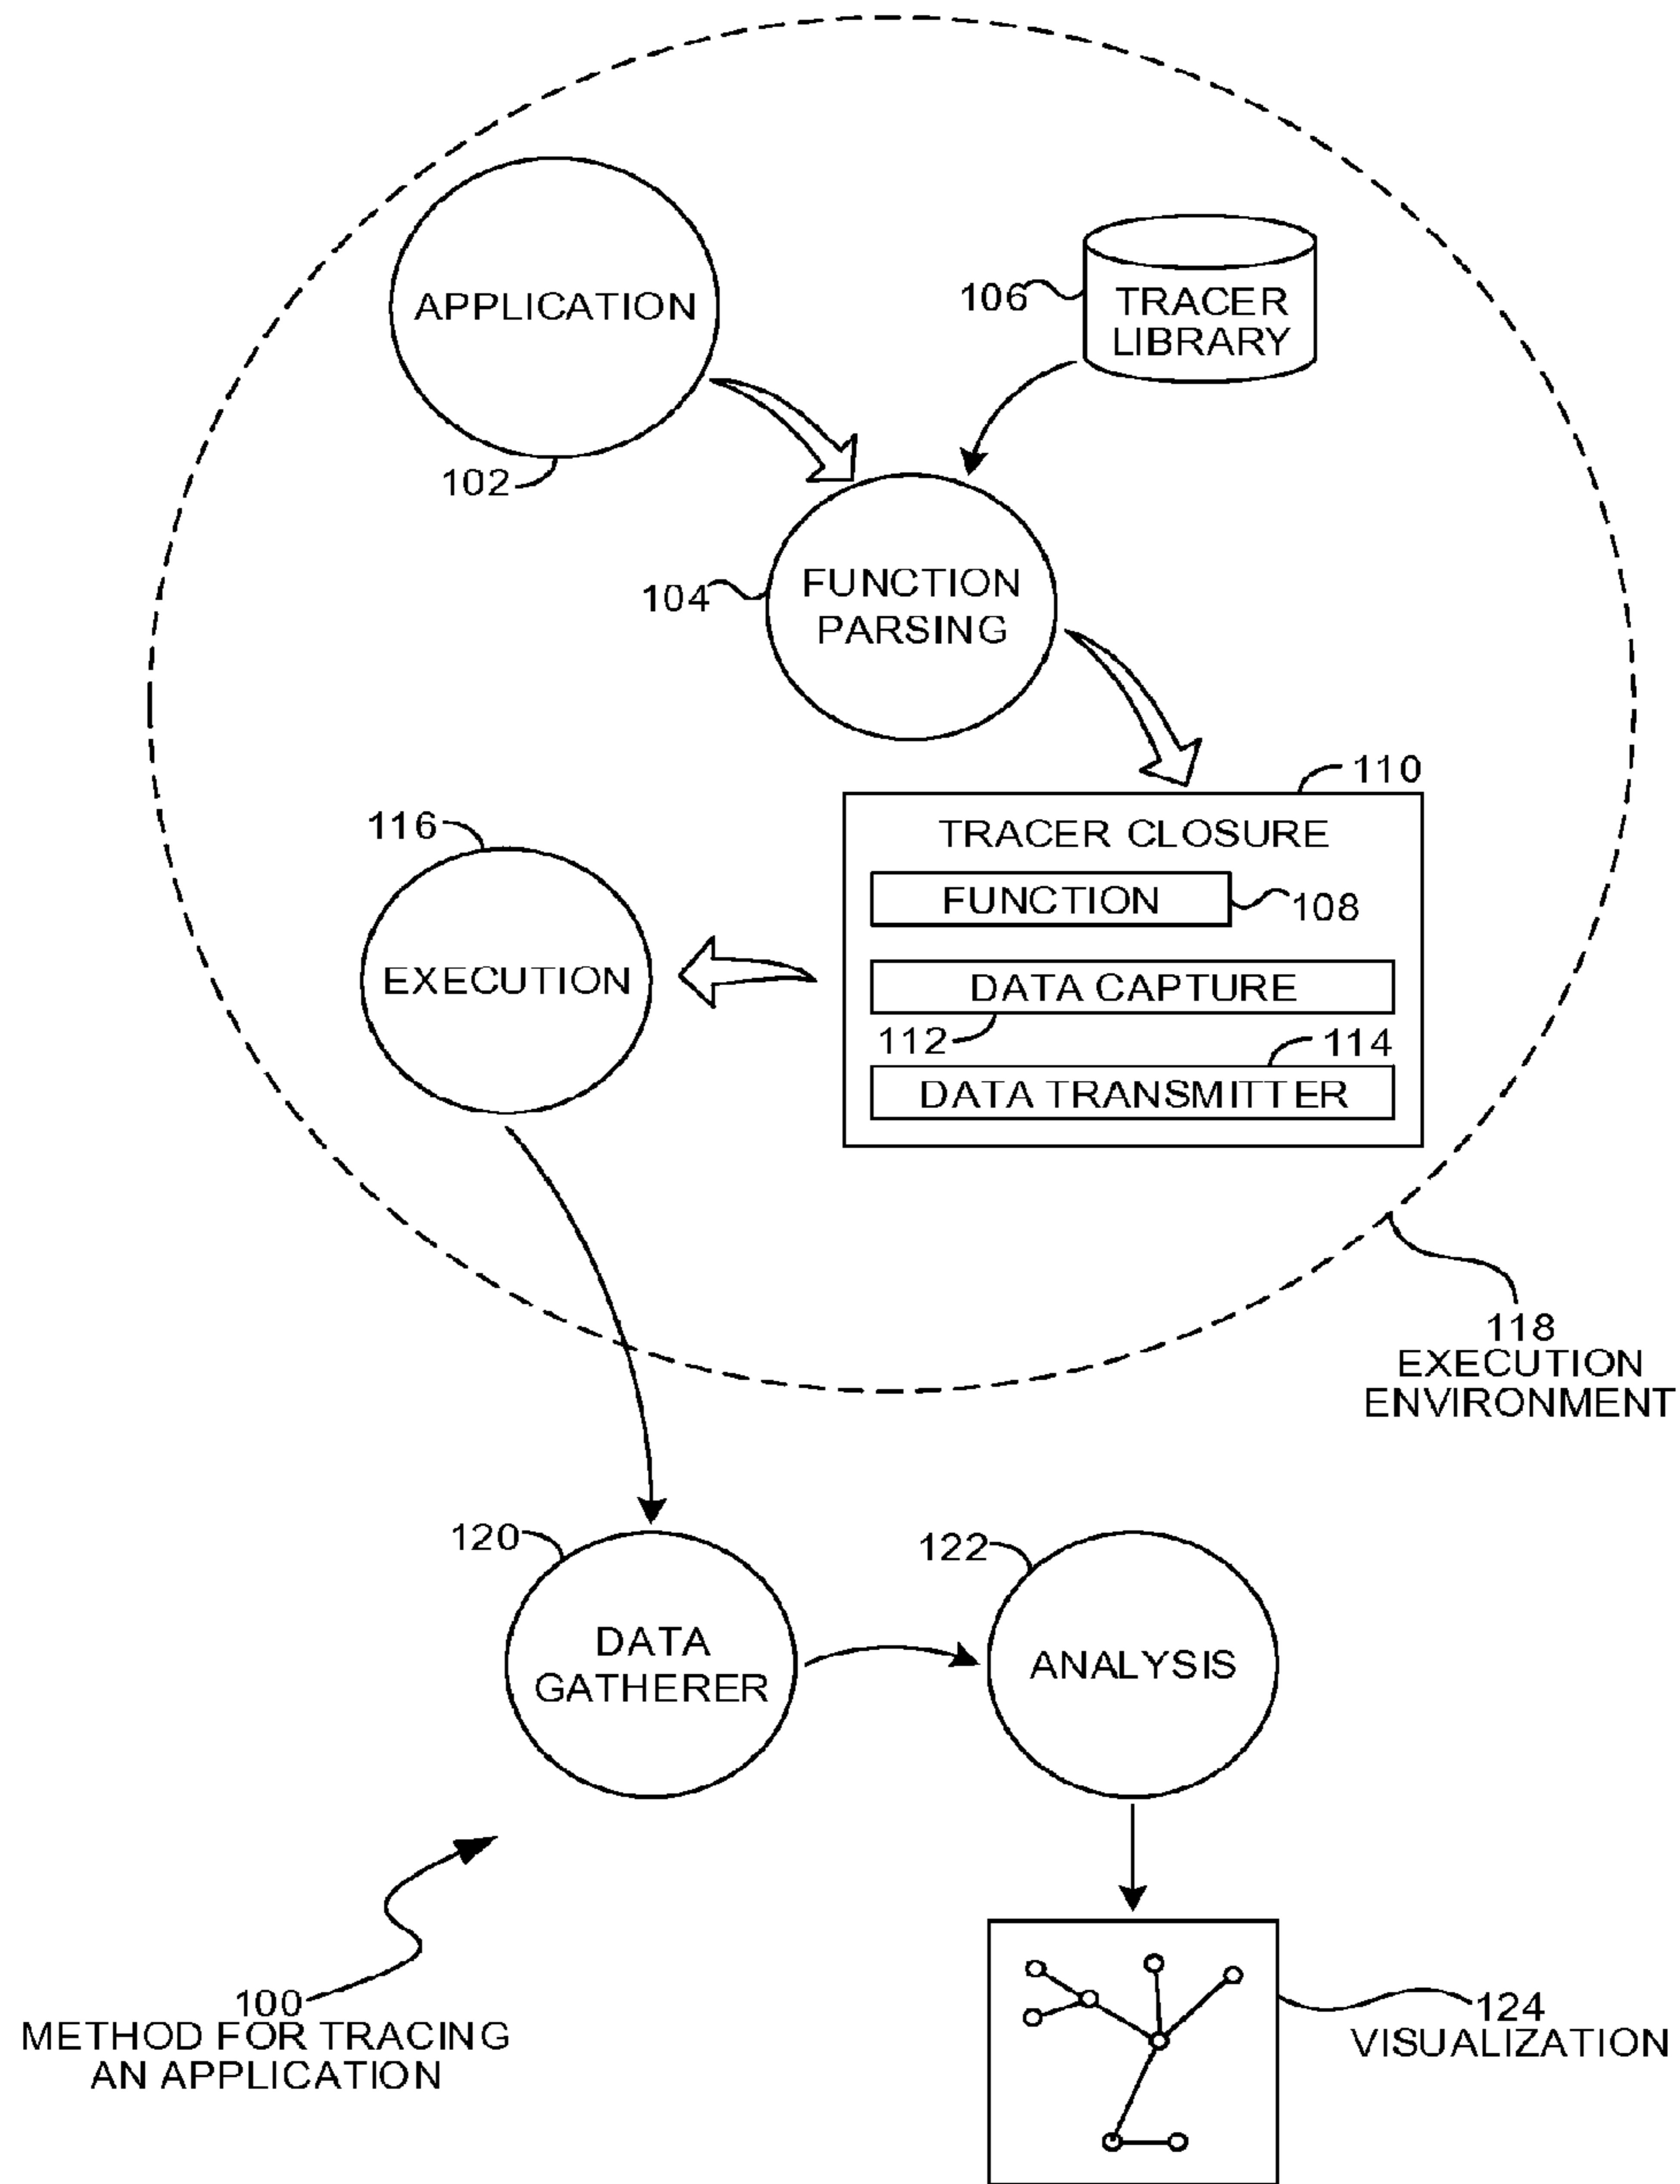 APPLICATION
102
106
TRACER
LIBRARY
104
FUNCTION
PARSING
110
TRACER CLOSURE
FUNCTION
108
DATA CAPTURE
112
114
DATA TRANSMITTER
116
EXECUTION
118
EXECUTION
ENVIRONMENT
120
DATA
GATHERER
122
ANALYSIS
100
METHOD FOR TRACING
AN APPLICATION
124
VISUALIZATION